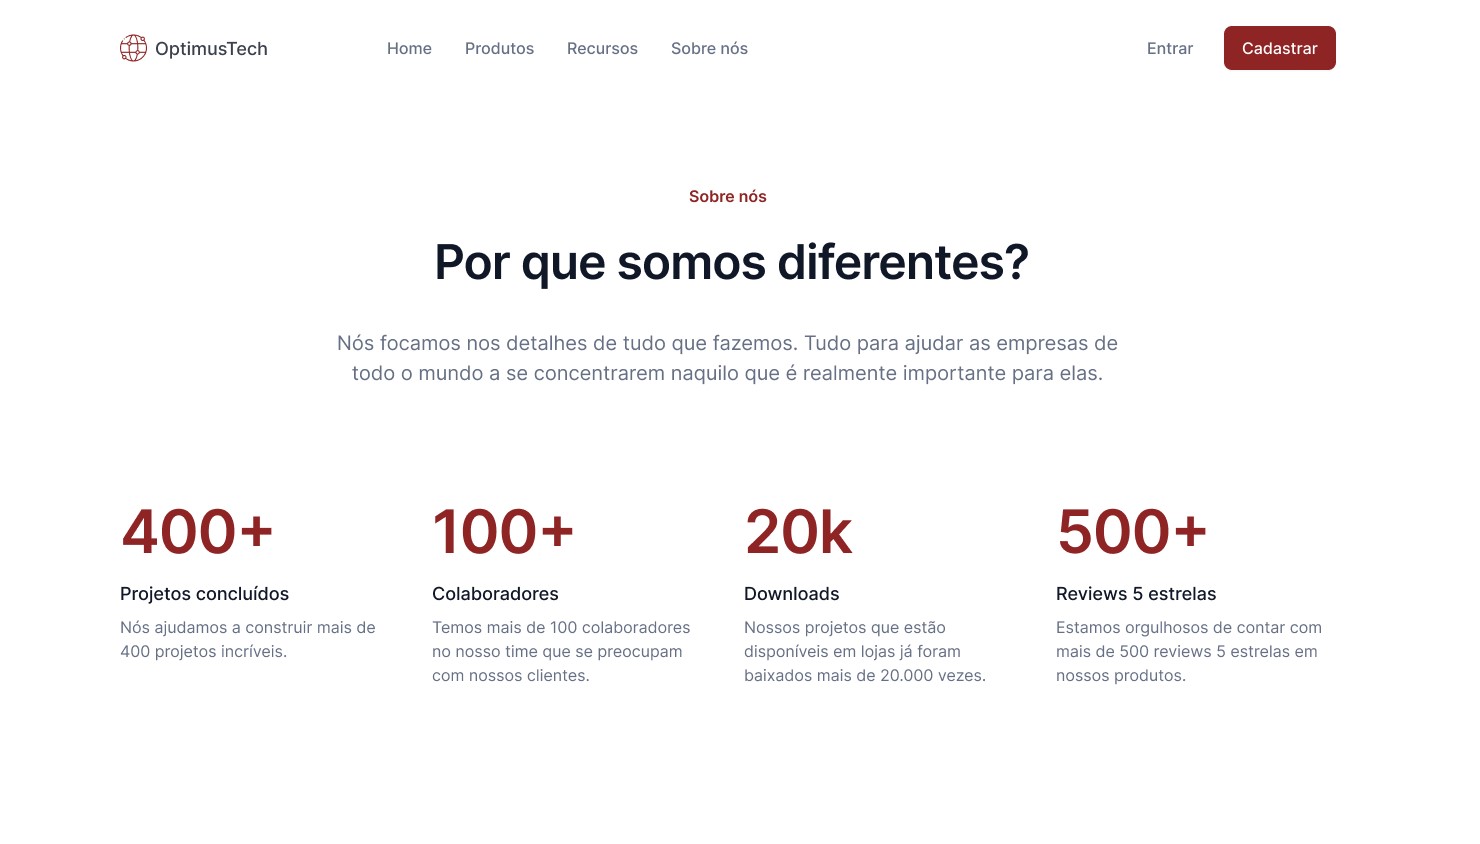 OptimusTech
Home
Produtos
Recursos
Sobre nós
Entrar
Cadastrar
Sobre nós
Por que somos diferentes?
Nós focamos nos detalhes de tudo que fazemos. Tudo para ajudar as empresas de
todo o mundo a se concentrarem naquilo que é realmente importante para elas.
400+
Projetos concluídos
Nós ajudamos a construir mais de
400 projetos incríveis.
100+
Colaboradores
Temos mais de 100 colaboradores
no nosso time que se preocupam
com nossos clientes.
20k
Downloads
Nossos projetos que estão
disponíveis em lojas já foram
baixados mais de 20.000 vezes.
500+
Reviews 5 estrelas
Estamos orgulhosos de contar com
mais de 500 reviews 5 estrelas em
nossos produtos.